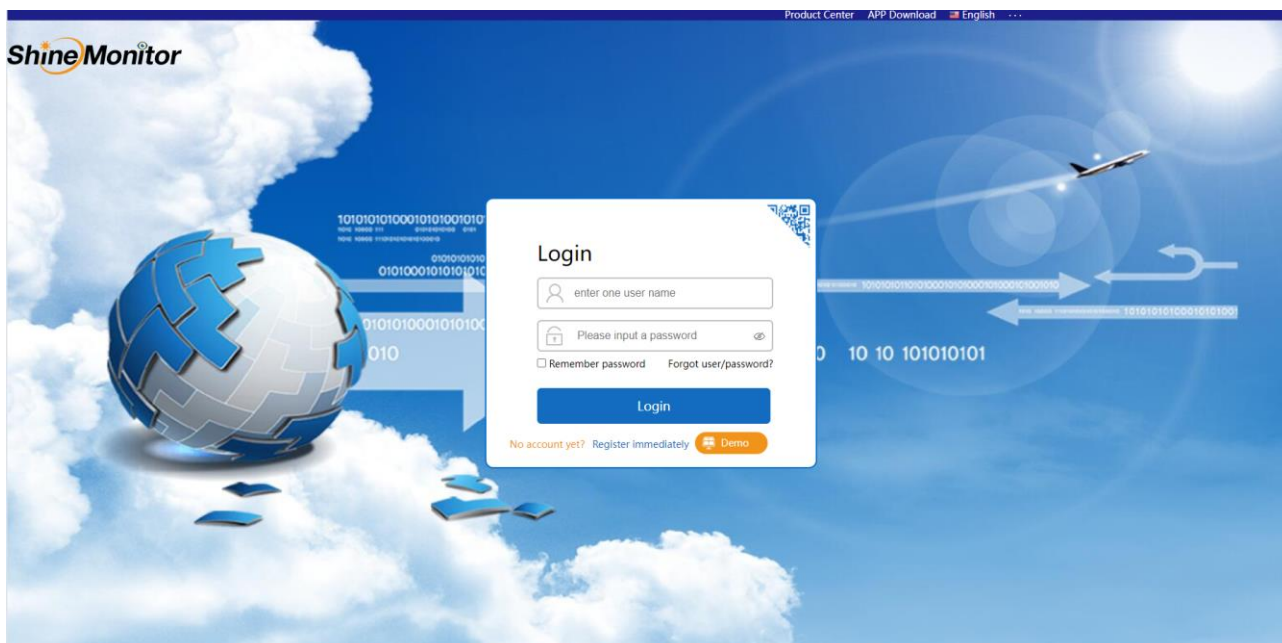 Product Center APP Download English ···
ShineMonitor
Login
enter one user name
Please input a password
Remember password Forgot user/password?
Login
No account yet? Register immediately Demo
10 10 101010101
010